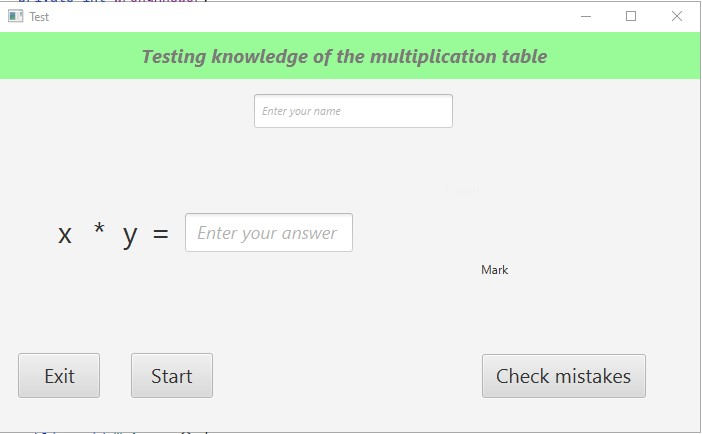 Test
Testing knowledge of the multiplication table
Enter your name
x * y = Enter your answer
Mark
Exit
Start
Check mistakes